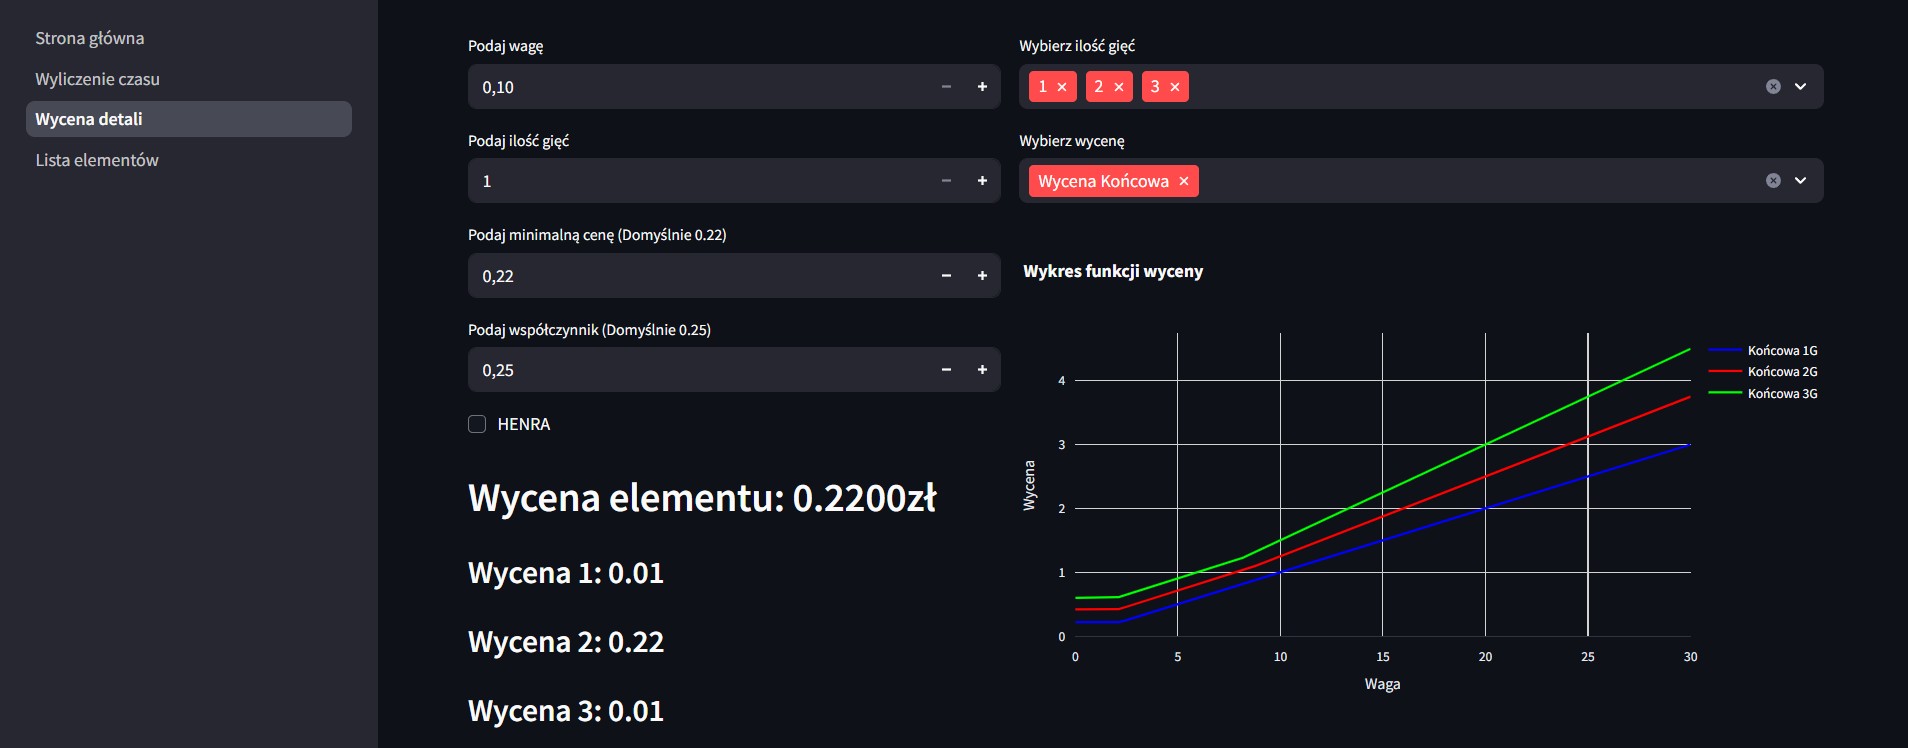 Strona główna
Wyliczenie czasu
Wycena detali
Lista elementów
Podaj wagę
0,10
Podaj ilość gięć
1
Podaj minimalną cenę (Domyślnie 0.22)
0,22
Podaj współczynnik (Domyślnie 0.25)
0,25
HENRA
Wycena elementu: 0.2200zł
Wycena 1: 0.01
Wycena 2: 0.22
Wycena 3: 0.01
Wybierz ilość gięć
1 2 3
Wybierz wycenę
Wycena Końcowa
Wykres funkcji wyceny
Końcowa 1G
Końcowa 2G
Końcowa 3G
Wycena
4
3
2
1
0
0 5 10 15 20 25 30
Waga